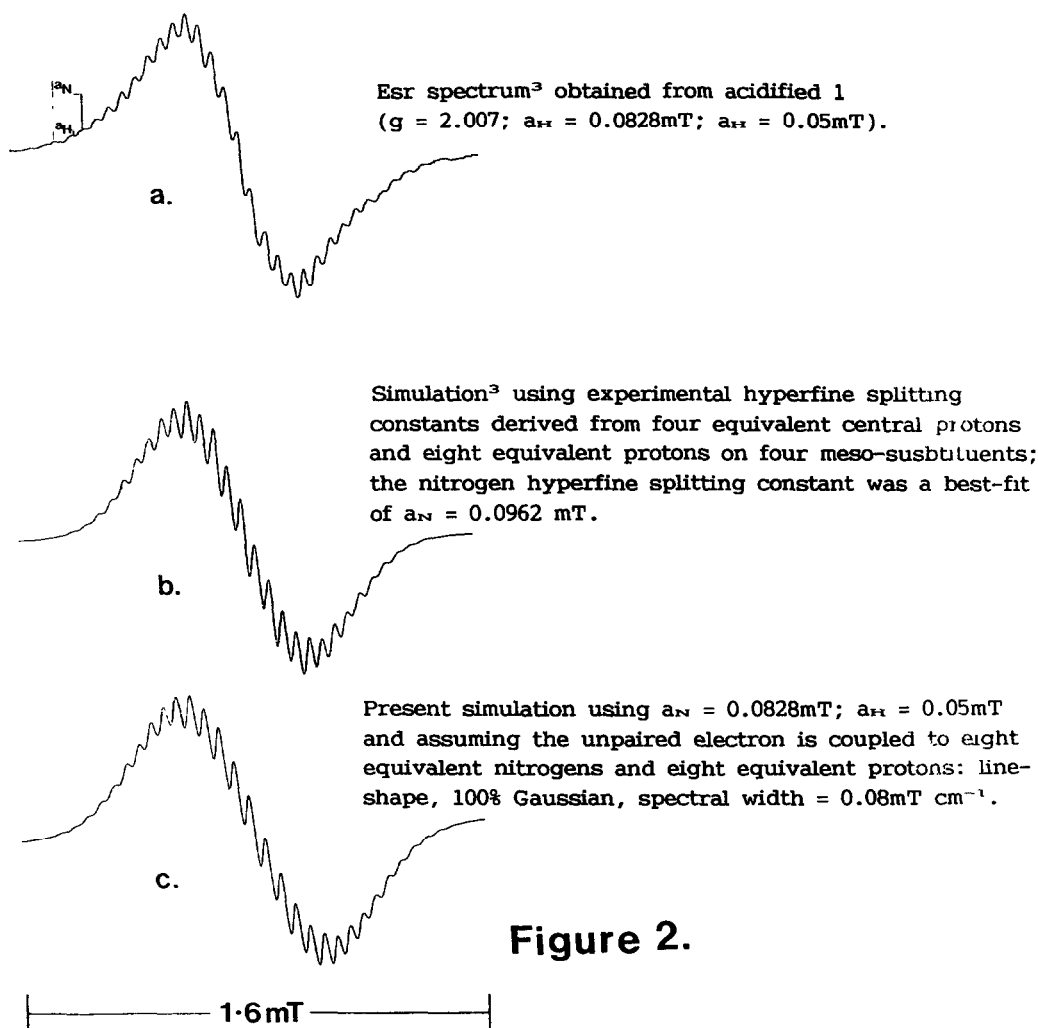 Esr spectrum³ obtained from acidified 1
(g = 2.007; aH = 0.0828mT; aH = 0.05mT).
aN
aH
a.
Simulation³ using experimental hyperfine splitting
constants derived from four equivalent central protons
and eight equivalent protons on four meso-susbtituents;
the nitrogen hyperfine splitting constant was a best-fit
of aN = 0.0962 mT.
b.
Present simulation using aN = 0.0828mT; aH = 0.05mT
and assuming the unpaired electron is coupled to eight
equivalent nitrogens and eight equivalent protons: line-
shape, 100% Gaussian, spectral width = 0.08mT cm⁻¹.
c.
Figure 2.
1·6mT